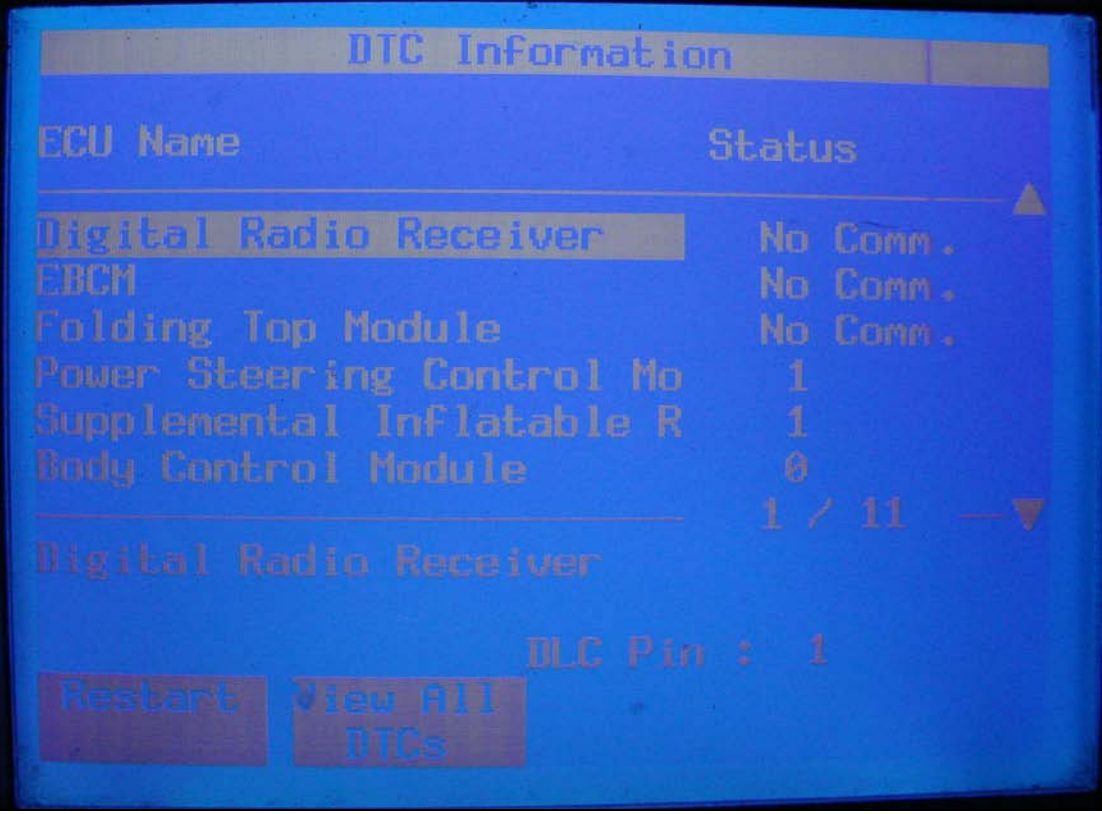 DTC Information
ECU Name Status
Digital Radio Receiver No Comm.
EBCM No Comm.
Folding Top Module No Comm.
Power Steering Control Mo 1
Supplemental Inflatable R 1
Body Control Module 0
1 / 11
Digital Radio Receiver
DLC Pin : 1
Restart View All
DTCs